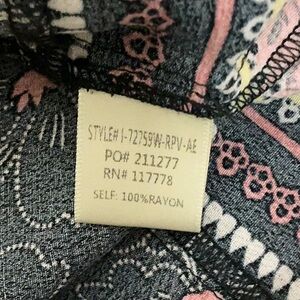 STYLE# I-72759W-RPV-AE
PO# 211277
RN# 117778
SELF: 100%RAYON